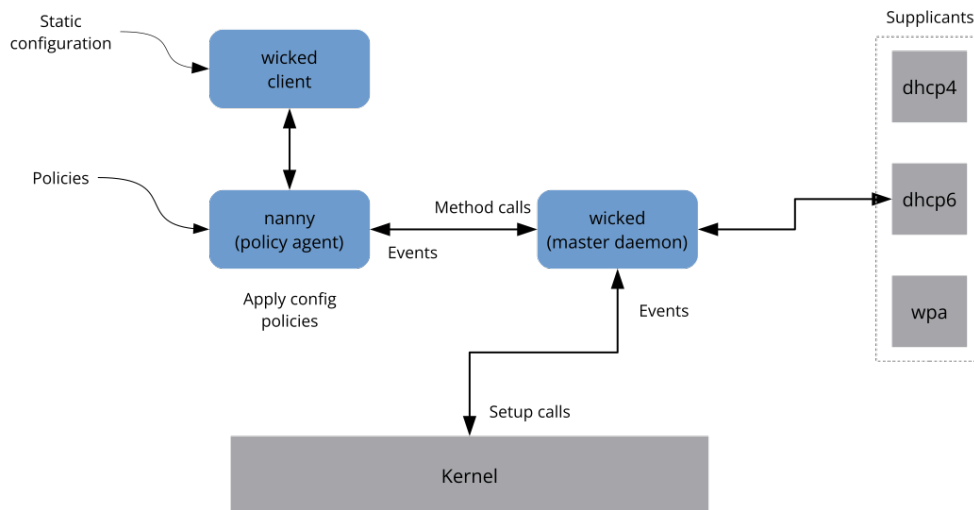 Static
configuration
wicked
client
Supplicants
dhcp4
Policies
nanny
(policy agent)
Method calls
Events
wicked
(master daemon)
dhcp6
Apply config
policies
Events
wpa
Setup calls
Kernel